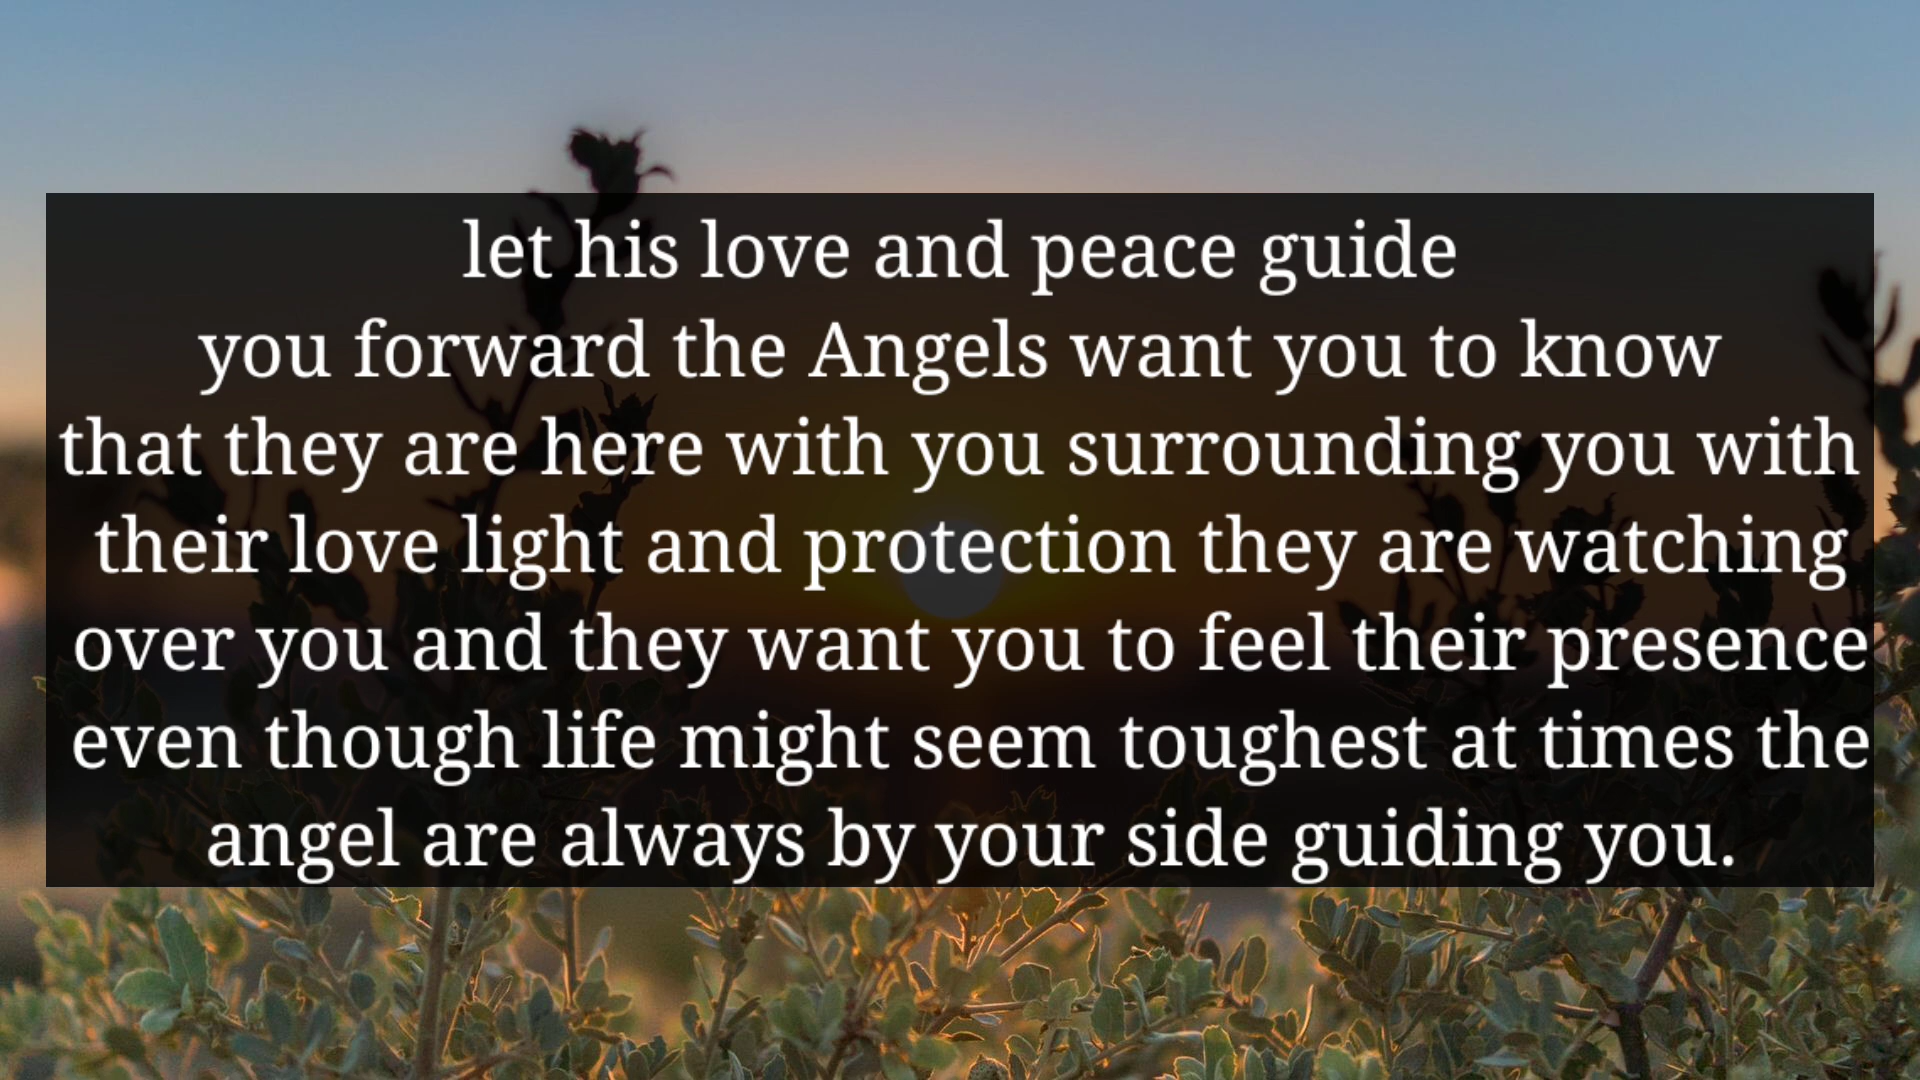 let his love and peace guide
you forward the Angels want you to know
that they are here with you surrounding you with
their love light and protection they are watching
over you and they want you to feel their presence
even though life might seem toughest at times the
angel are always by your side guiding you.